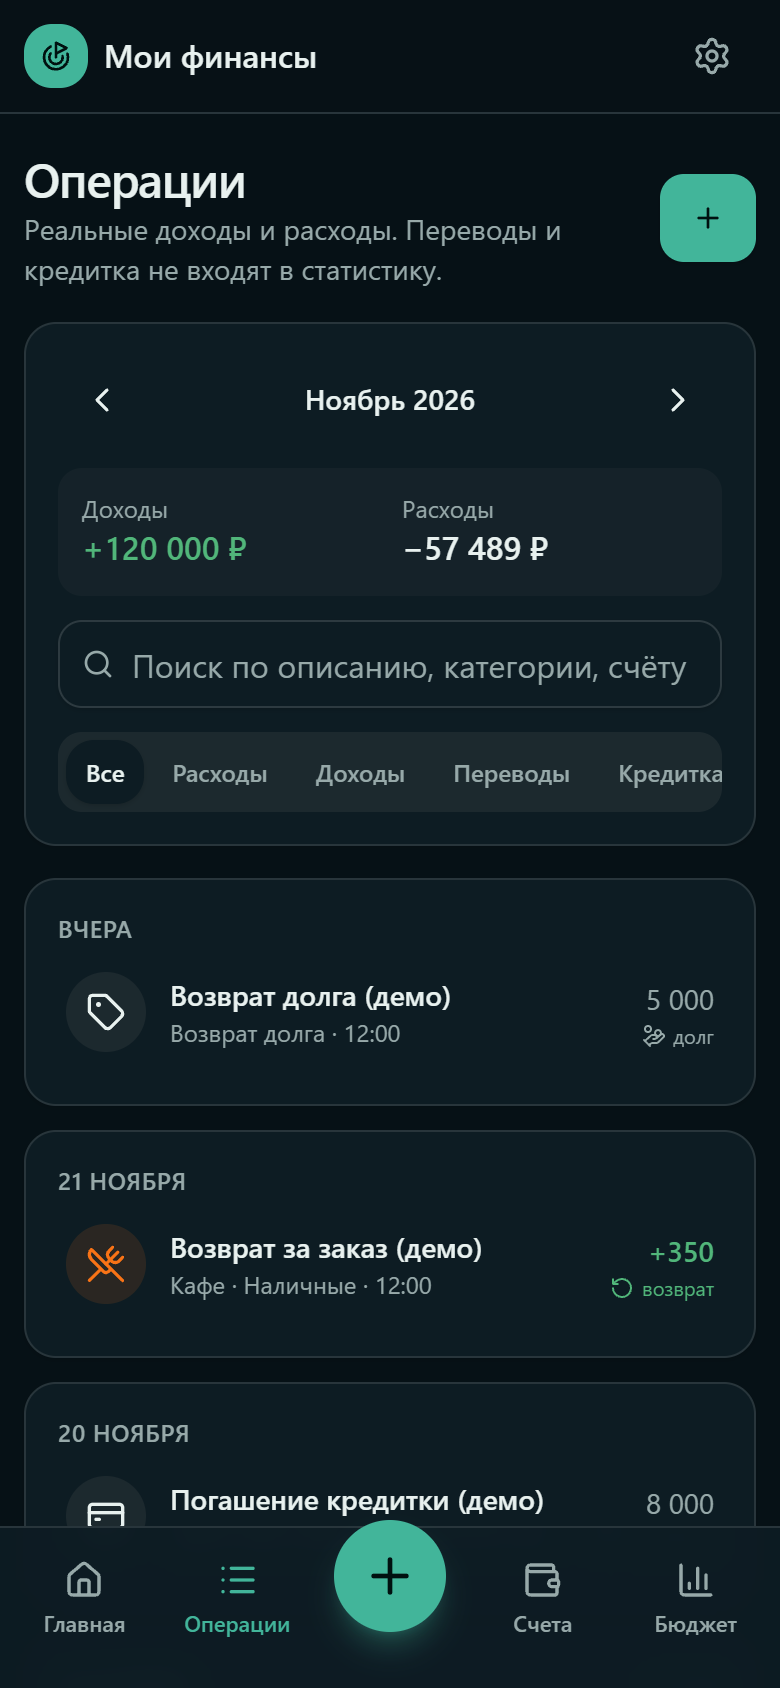 Мои финансы
Операции
Реальные доходы и расходы. Переводы и
кредитка не входят в статистику.
Ноябрь 2026
Доходы
Расходы
+120 000 ₽
−57 489 ₽
Поиск по описанию, категории, счёту
Все
Расходы
Доходы
Переводы
Кредитка
ВЧЕРА
Возврат долга (демо)
5 000
Возврат долга · 12:00
долг
21 НОЯБРЯ
Возврат за заказ (демо)
+350
Кафе · Наличные · 12:00
возврат
20 НОЯБРЯ
Погашение кредитки (демо)
8 000
Главная
Операции
Счета
Бюджет